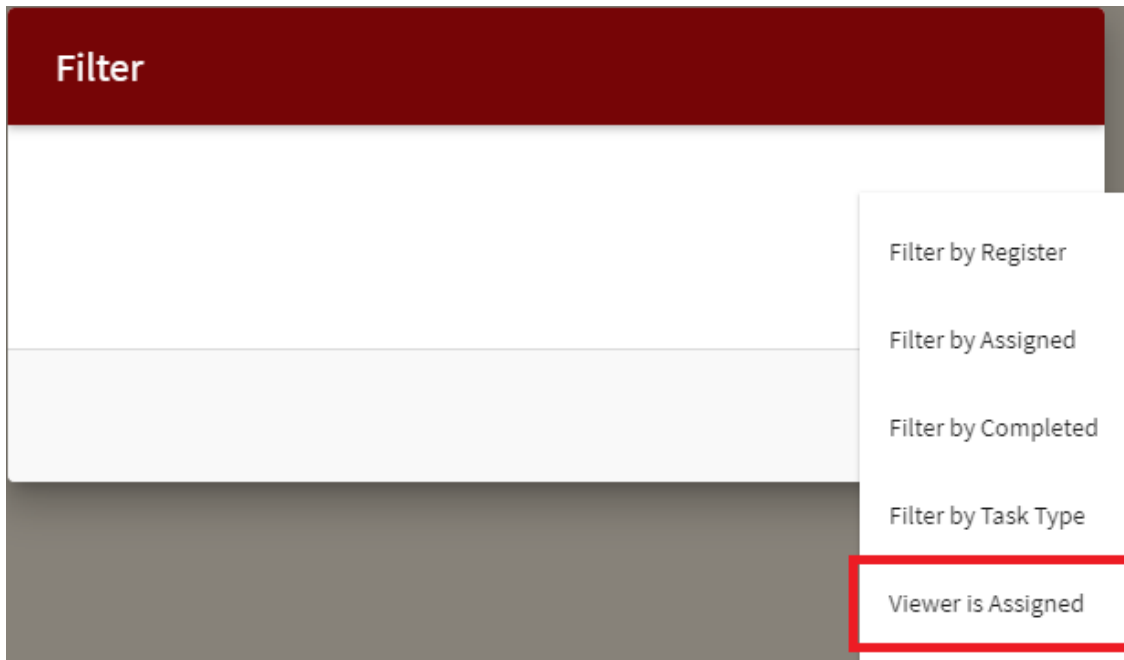 Filter
Filter by Register
Filter by Assigned
Filter by Completed
Filter by Task Type
Viewer is Assigned